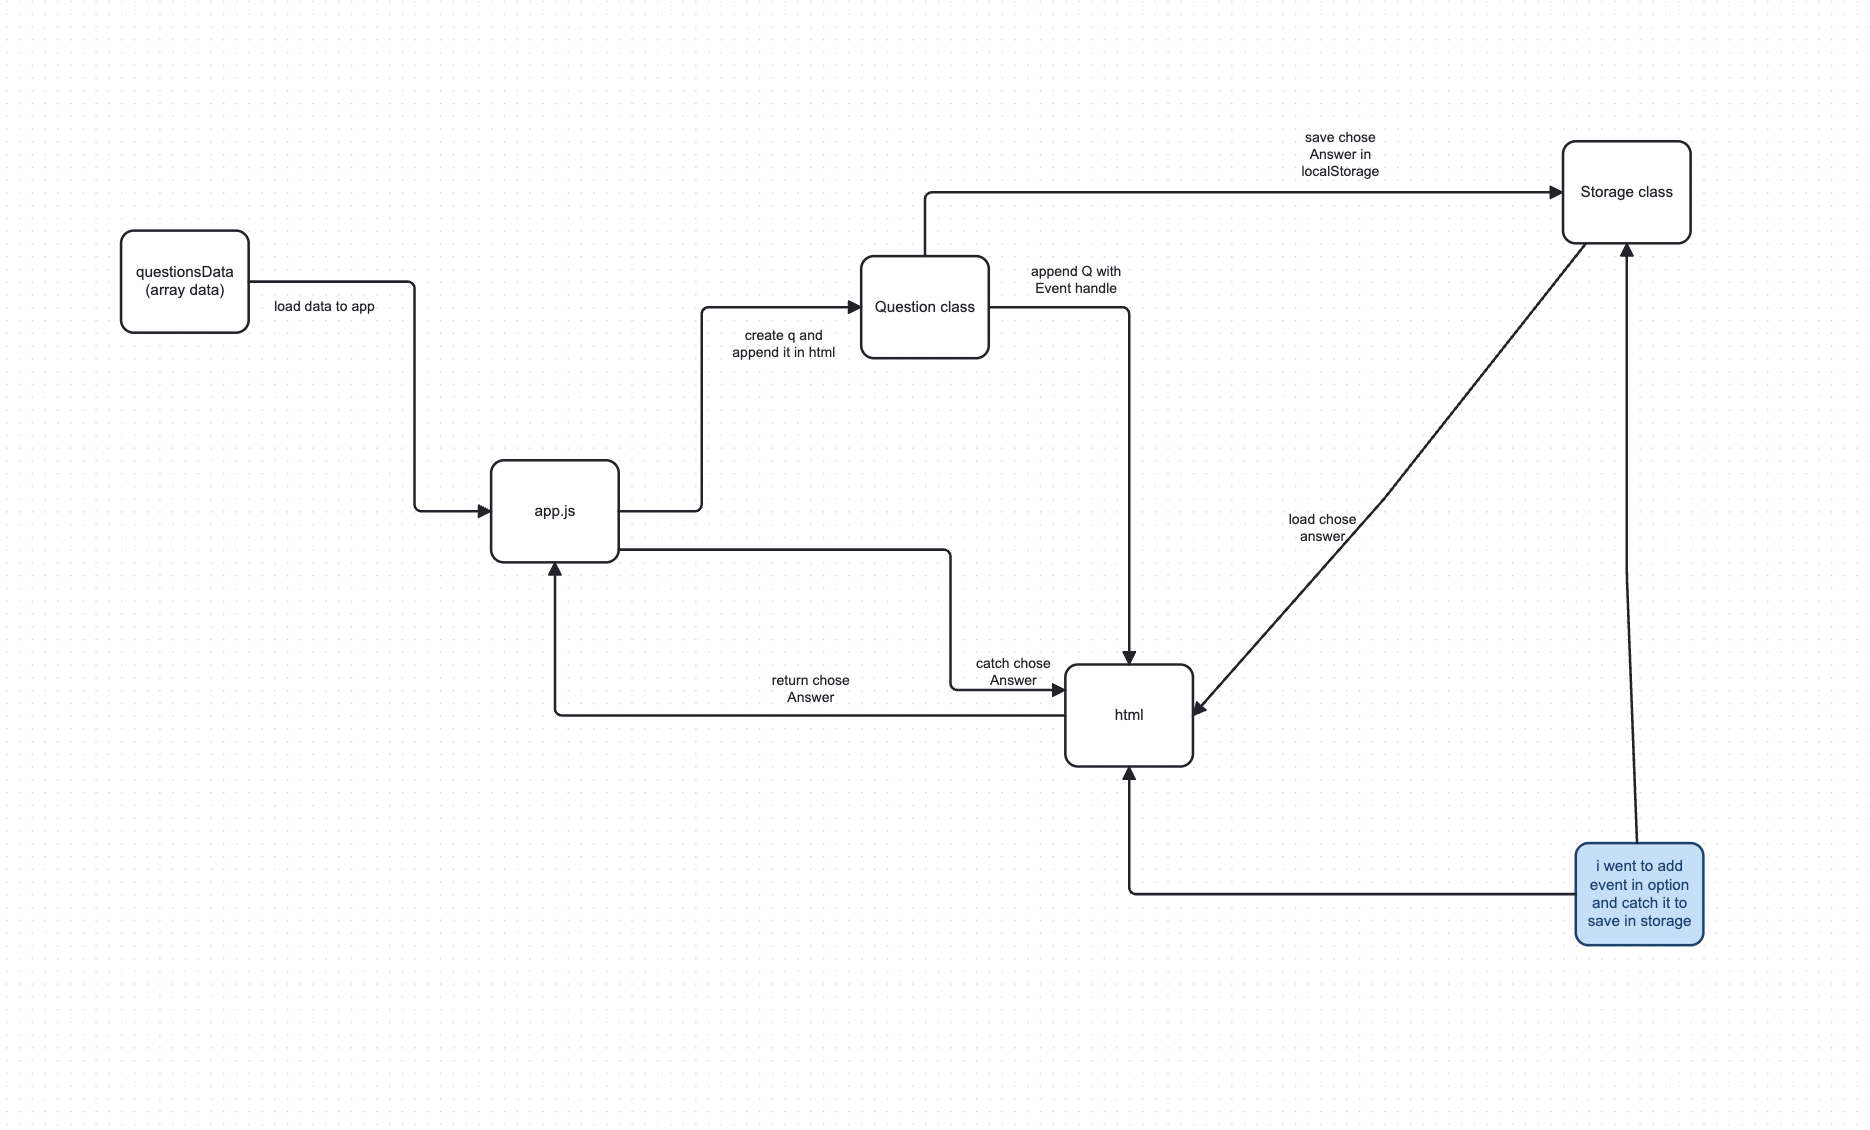 save chose
Answer in
localStorage
Storage class
questionsData
(array data)
load data to app
append Q with
Event handle
Question class
create q and
append it in html
app.js
load chose
answer
catch chose
Answer
return chose
Answer
html
i went to add
event in option
and catch it to
save in storage